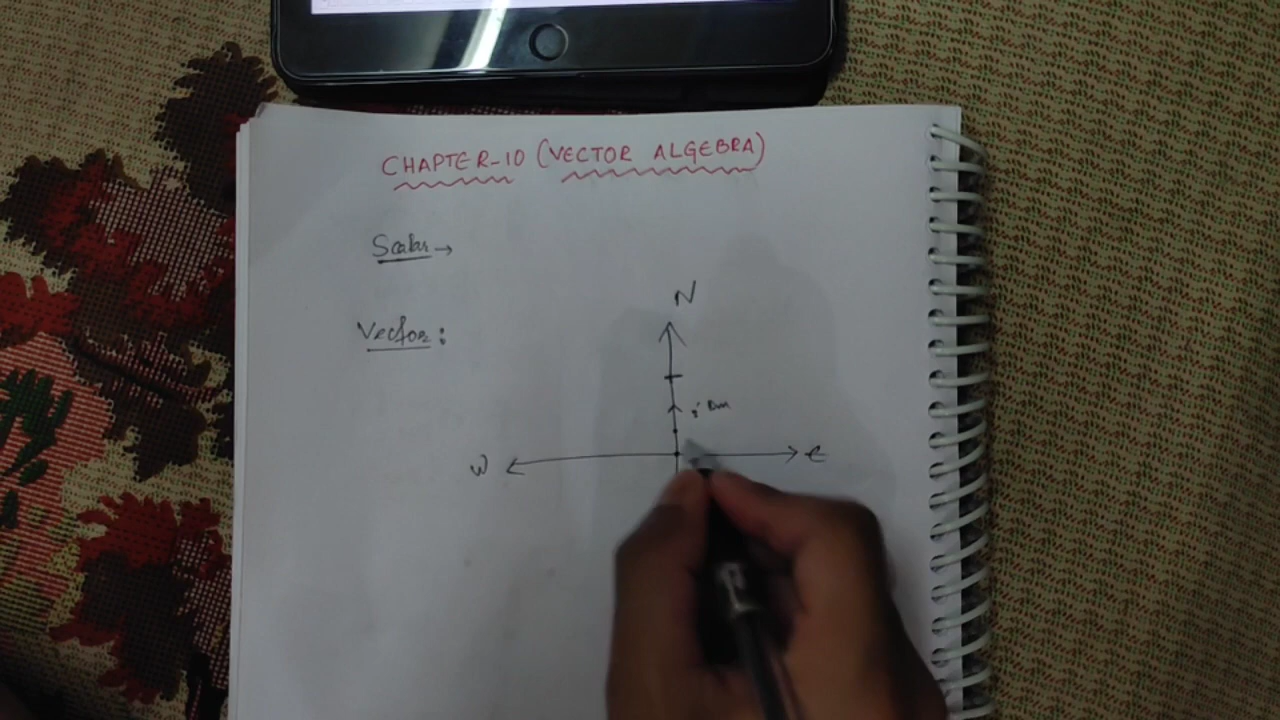 CHAPTER-10 (VECTOR ALGEBRA)
Scalar →
N
Vector:
W
E